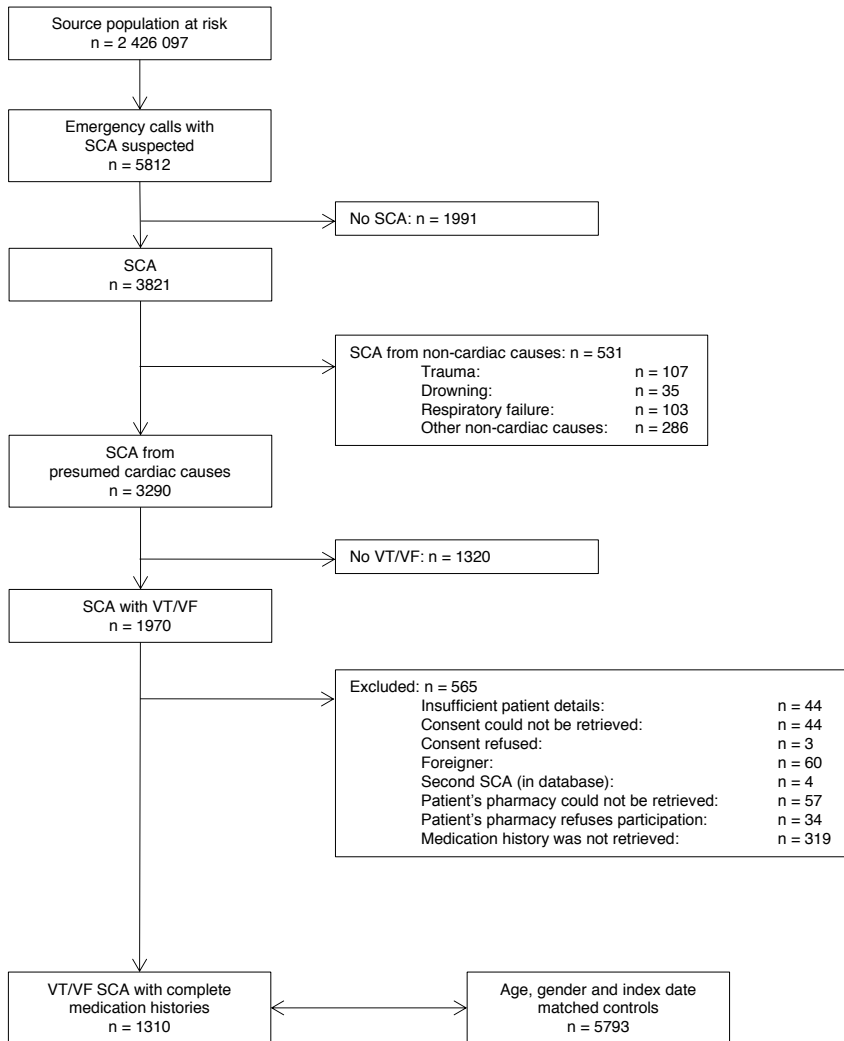 Source population at risk
n = 2 426 097
Emergency calls with
SCA suspected
n = 5812
No SCA: n = 1991
SCA
n = 3821
SCA from non-cardiac causes: n = 531
Trauma: n = 107
Drowning: n = 35
Respiratory failure: n = 103
Other non-cardiac causes: n = 286
SCA from
presumed cardiac causes
n = 3290
No VT/VF: n = 1320
SCA with VT/VF
n = 1970
Excluded: n = 565
Insufficient patient details: n = 44
Consent could not be retrieved: n = 44
Consent refused: n = 3
Foreigner: n = 60
Second SCA (in database): n = 4
Patient's pharmacy could not be retrieved: n = 57
Patient's pharmacy refuses participation: n = 34
Medication history was not retrieved: n = 319
VT/VF SCA with complete
medication histories
n = 1310
Age, gender and index date
matched controls
n = 5793